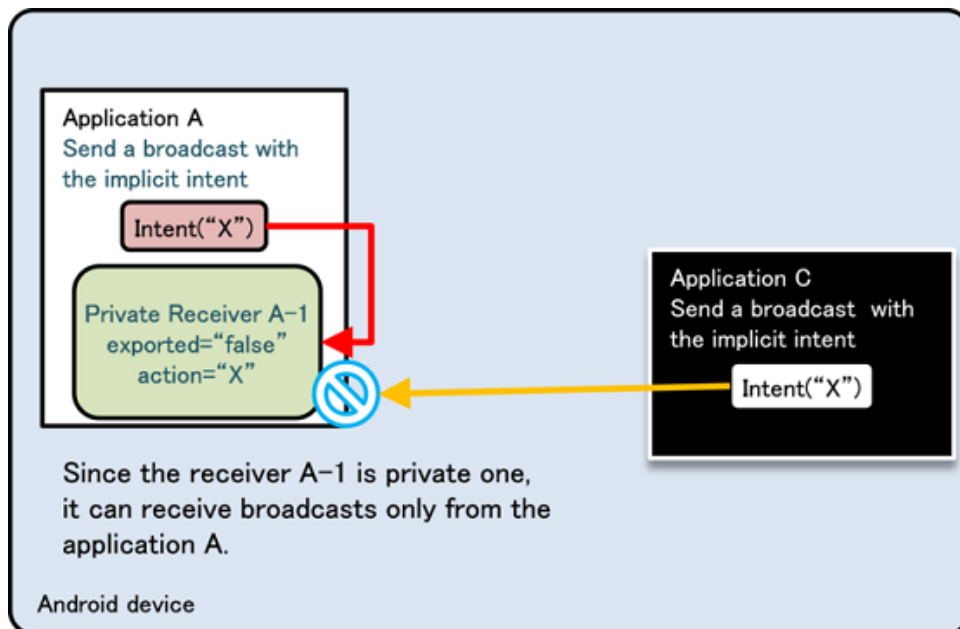 Application A
Send a broadcast with
the implicit intent
Intent(“X”)
Private Receiver A-1
exported=“false”
action=“X”
Application C
Send a broadcast with
the implicit intent
Intent(“X”)
Since the receiver A-1 is private one,
it can receive broadcasts only from the
application A.
Android device